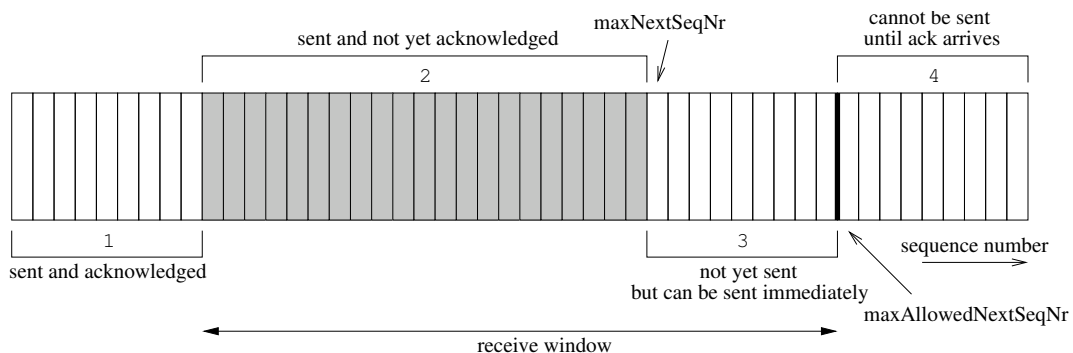 cannot be sent
until ack arrives
maxNextSeqNr
sent and not yet acknowledged
2
4
1
3
sent and acknowledged
sequence number
not yet sent
but can be sent immediately
maxAllowedNextSeqNr
receive window